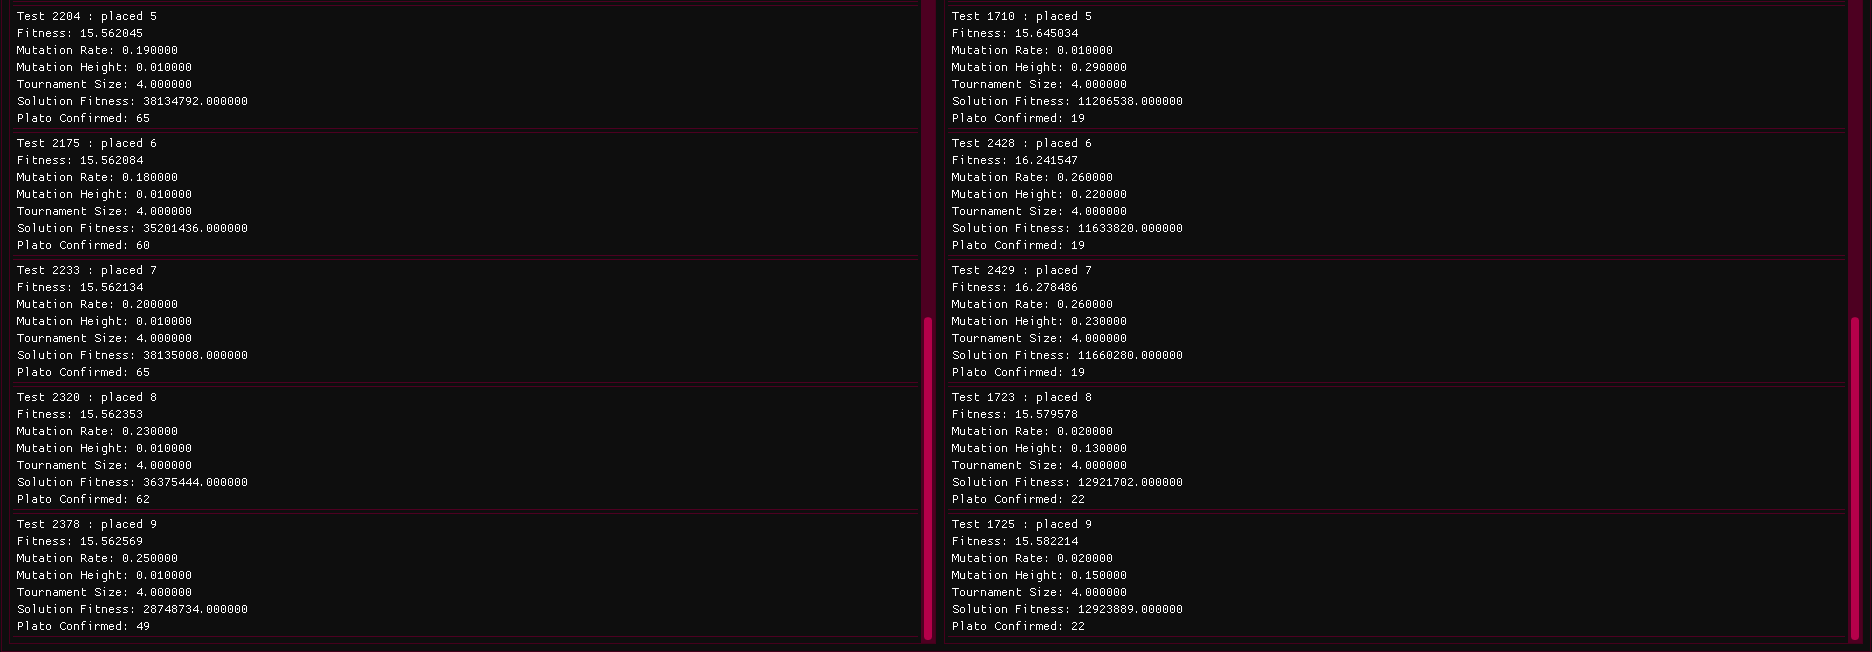 Test 2204 : placed 5
Fitness: 15.562045
Mutation Rate: 0.190000
Mutation Height: 0.010000
Tournament Size: 4.000000
Solution Fitness: 38134792.000000
Plato Confirmed: 65
Test 2175 : placed 6
Fitness: 15.562084
Mutation Rate: 0.180000
Mutation Height: 0.010000
Tournament Size: 4.000000
Solution Fitness: 35201436.000000
Plato Confirmed: 60
Test 2233 : placed 7
Fitness: 15.562134
Mutation Rate: 0.200000
Mutation Height: 0.010000
Tournament Size: 4.000000
Solution Fitness: 38135008.000000
Plato Confirmed: 65
Test 2320 : placed 8
Fitness: 15.562353
Mutation Rate: 0.230000
Mutation Height: 0.010000
Tournament Size: 4.000000
Solution Fitness: 36375444.000000
Plato Confirmed: 62
Test 2378 : placed 9
Fitness: 15.562569
Mutation Rate: 0.250000
Mutation Height: 0.010000
Tournament Size: 4.000000
Solution Fitness: 28748734.000000
Plato Confirmed: 49
Test 1710 : placed 5
Fitness: 15.645034
Mutation Rate: 0.010000
Mutation Height: 0.290000
Tournament Size: 4.000000
Solution Fitness: 11206538.000000
Plato Confirmed: 19
Test 2428 : placed 6
Fitness: 16.241547
Mutation Rate: 0.260000
Mutation Height: 0.220000
Tournament Size: 4.000000
Solution Fitness: 11633820.000000
Plato Confirmed: 19
Test 2429 : placed 7
Fitness: 16.278486
Mutation Rate: 0.260000
Mutation Height: 0.230000
Tournament Size: 4.000000
Solution Fitness: 11660280.000000
Plato Confirmed: 19
Test 1723 : placed 8
Fitness: 15.579578
Mutation Rate: 0.020000
Mutation Height: 0.130000
Tournament Size: 4.000000
Solution Fitness: 12921702.000000
Plato Confirmed: 22
Test 1725 : placed 9
Fitness: 15.582214
Mutation Rate: 0.020000
Mutation Height: 0.150000
Tournament Size: 4.000000
Solution Fitness: 12923889.000000
Plato Confirmed: 22